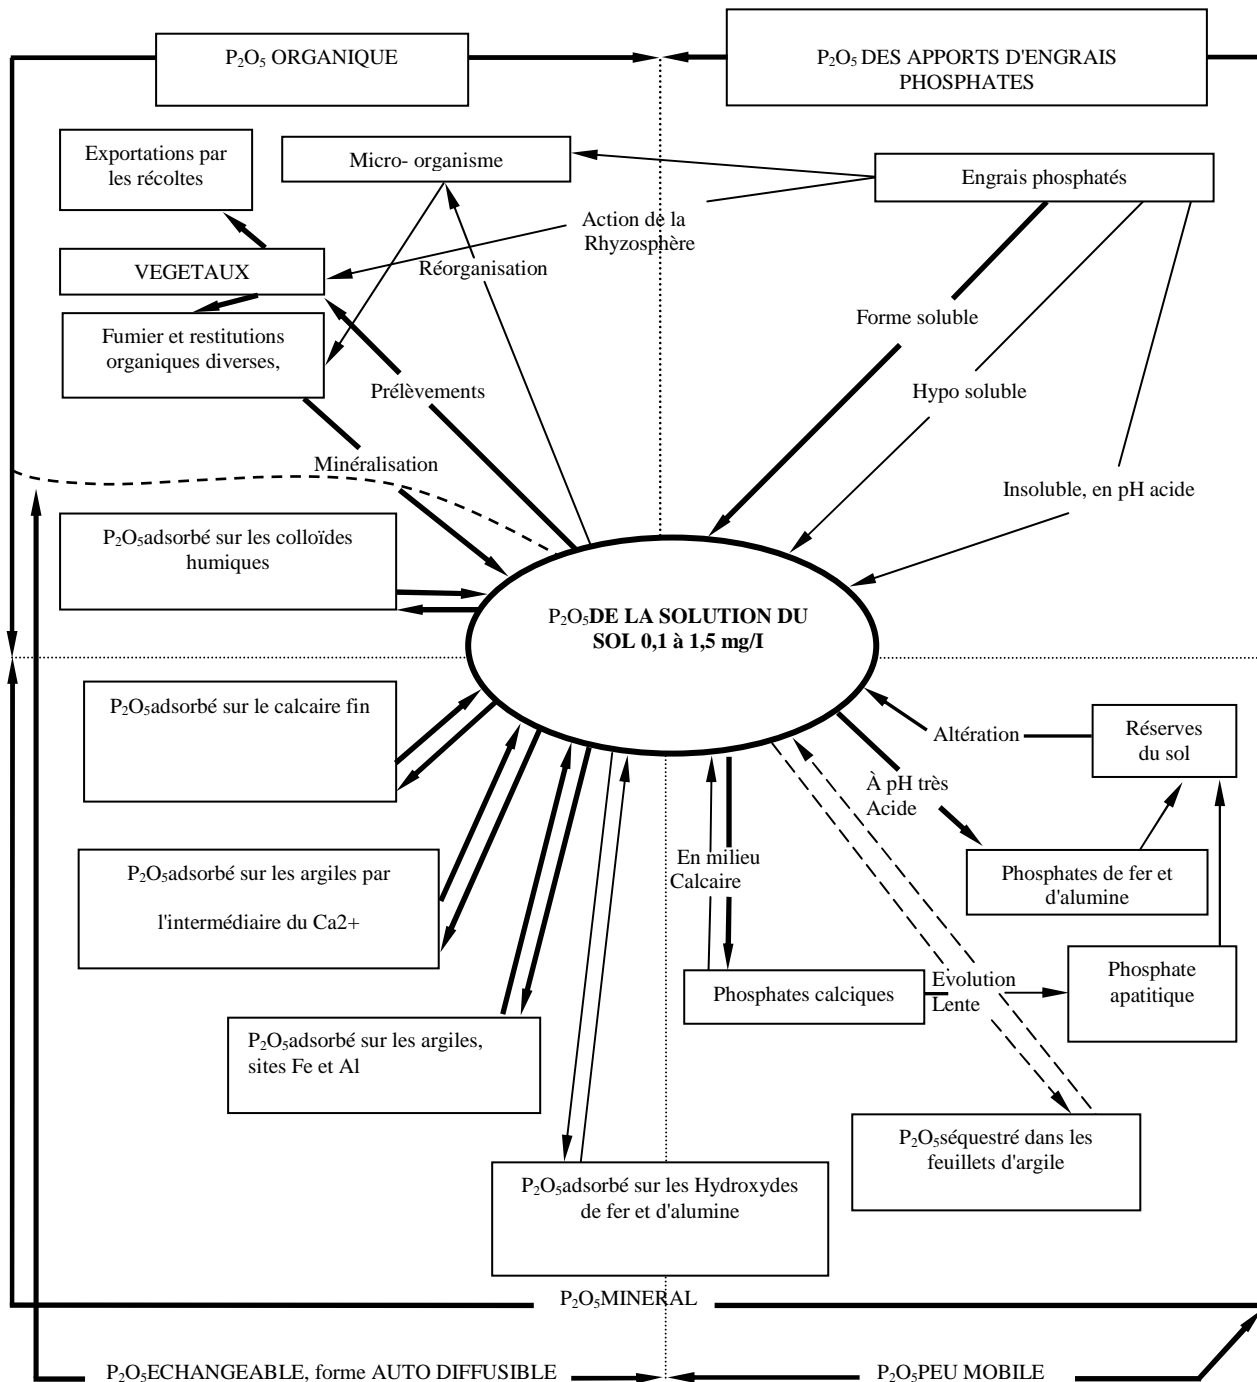 P₂O₅ ORGANIQUE
P₂O₅ DES APPORTS D'ENGRAIS
PHOSPHATES
Exportations par
les récoltes
Micro- organisme
Engrais phosphatés
Action de la
Rhyzosphère
VEGETAUX
Réorganisation
Fumier et restitutions
organiques diverses,
Forme soluble
Prélèvements
Hypo soluble
Minéralisation
Insoluble, en pH acide
P₂O₅adsorbé sur les colloïdes
humiques
P₂O₅DE LA SOLUTION DU
SOL 0,1 à 1,5 mg/I
P₂O₅adsorbé sur le calcaire fin
Altération
Réserves
du sol
À pH très
Acide
En milieu
Calcaire
P₂O₅adsorbé sur les argiles par
l'intermédiaire du Ca2+
Phosphates de fer et
d'alumine
Phosphates calciques
Evolution
Lente
Phosphate
apatitique
P₂O₅adsorbé sur les argiles,
sites Fe et Al
P₂O₅séquestré dans les
feuillets d'argile
P₂O₅adsorbé sur les Hydroxydes
de fer et d'alumine
P₂O₅MINERAL
P₂O₅ECHANGEABLE, forme AUTO DIFFUSIBLE
P₂O₅PEU MOBILE